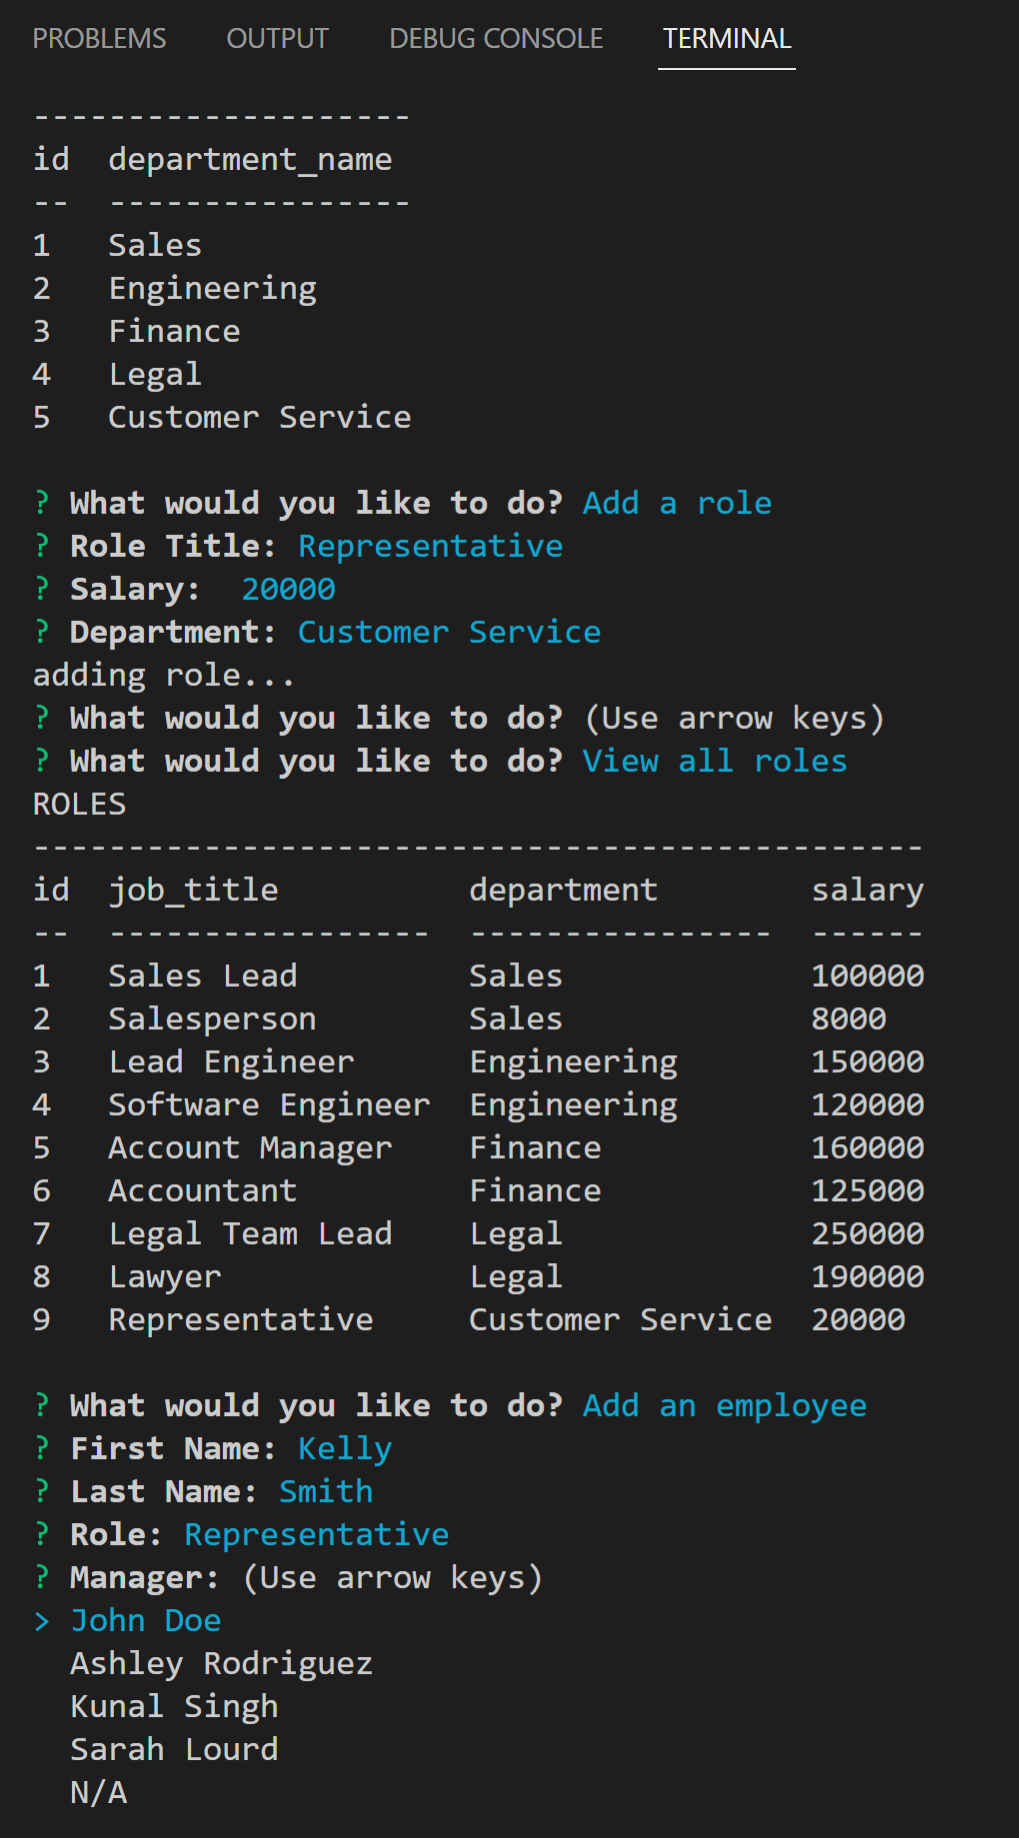 PROBLEMS OUTPUT DEBUG CONSOLE TERMINAL
--------------------
id  department_name
--  ----------------
1   Sales
2   Engineering
3   Finance
4   Legal
5   Customer Service
? What would you like to do? Add a role
? Role Title: Representative
? Salary:  20000
? Department: Customer Service
adding role...
? What would you like to do? (Use arrow keys)
? What would you like to do? View all roles
ROLES
-----------------------------------------------
id  job_title          department        salary
--  -----------------  ----------------  ------
1   Sales Lead         Sales             100000
2   Salesperson        Sales             8000
3   Lead Engineer      Engineering       150000
4   Software Engineer  Engineering       120000
5   Account Manager    Finance           160000
6   Accountant         Finance           125000
7   Legal Team Lead    Legal             250000
8   Lawyer             Legal             190000
9   Representative     Customer Service  20000
? What would you like to do? Add an employee
? First Name: Kelly
? Last Name: Smith
? Role: Representative
? Manager: (Use arrow keys)
> John Doe
  Ashley Rodriguez
  Kunal Singh
  Sarah Lourd
  N/A